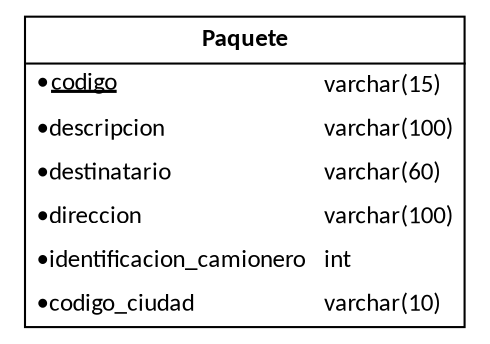 Paquete
•codigo varchar(15)
•descripcion varchar(100)
•destinatario varchar(60)
•direccion varchar(100)
•identificacion_camionero int
•codigo_ciudad varchar(10)